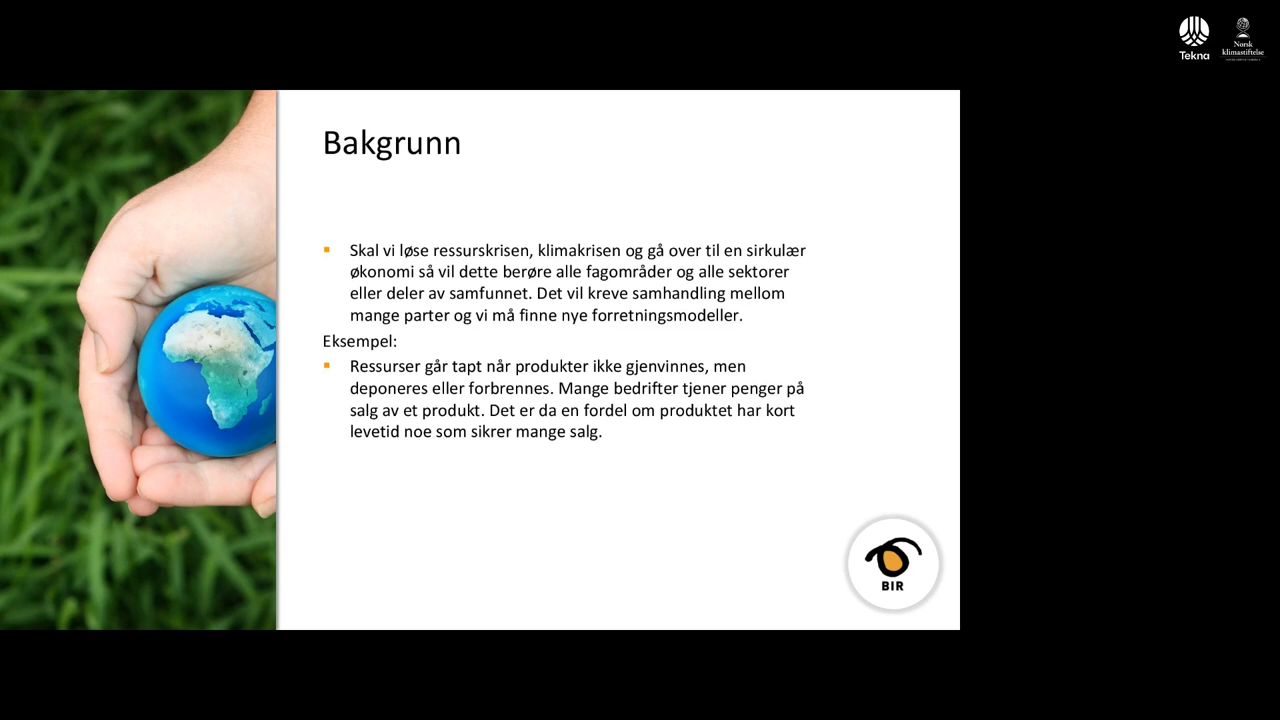 Tekna
Norsk
klimastiftelse
Bakgrunn
Skal vi løse ressurskrisen, klimakrisen og gå over til en sirkulær
økonomi så vil dette berøre alle fagområder og alle sektorer
eller deler av samfunnet. Det vil kreve samhandling mellom
mange parter og vi må finne nye forretningsmodeller.
Eksempel:
Ressurser går tapt når produkter ikke gjenvinnes, men
deponeres eller forbrennes. Mange bedrifter tjener penger på
salg av et produkt. Det er da en fordel om produktet har kort
levetid noe som sikrer mange salg.
BIR